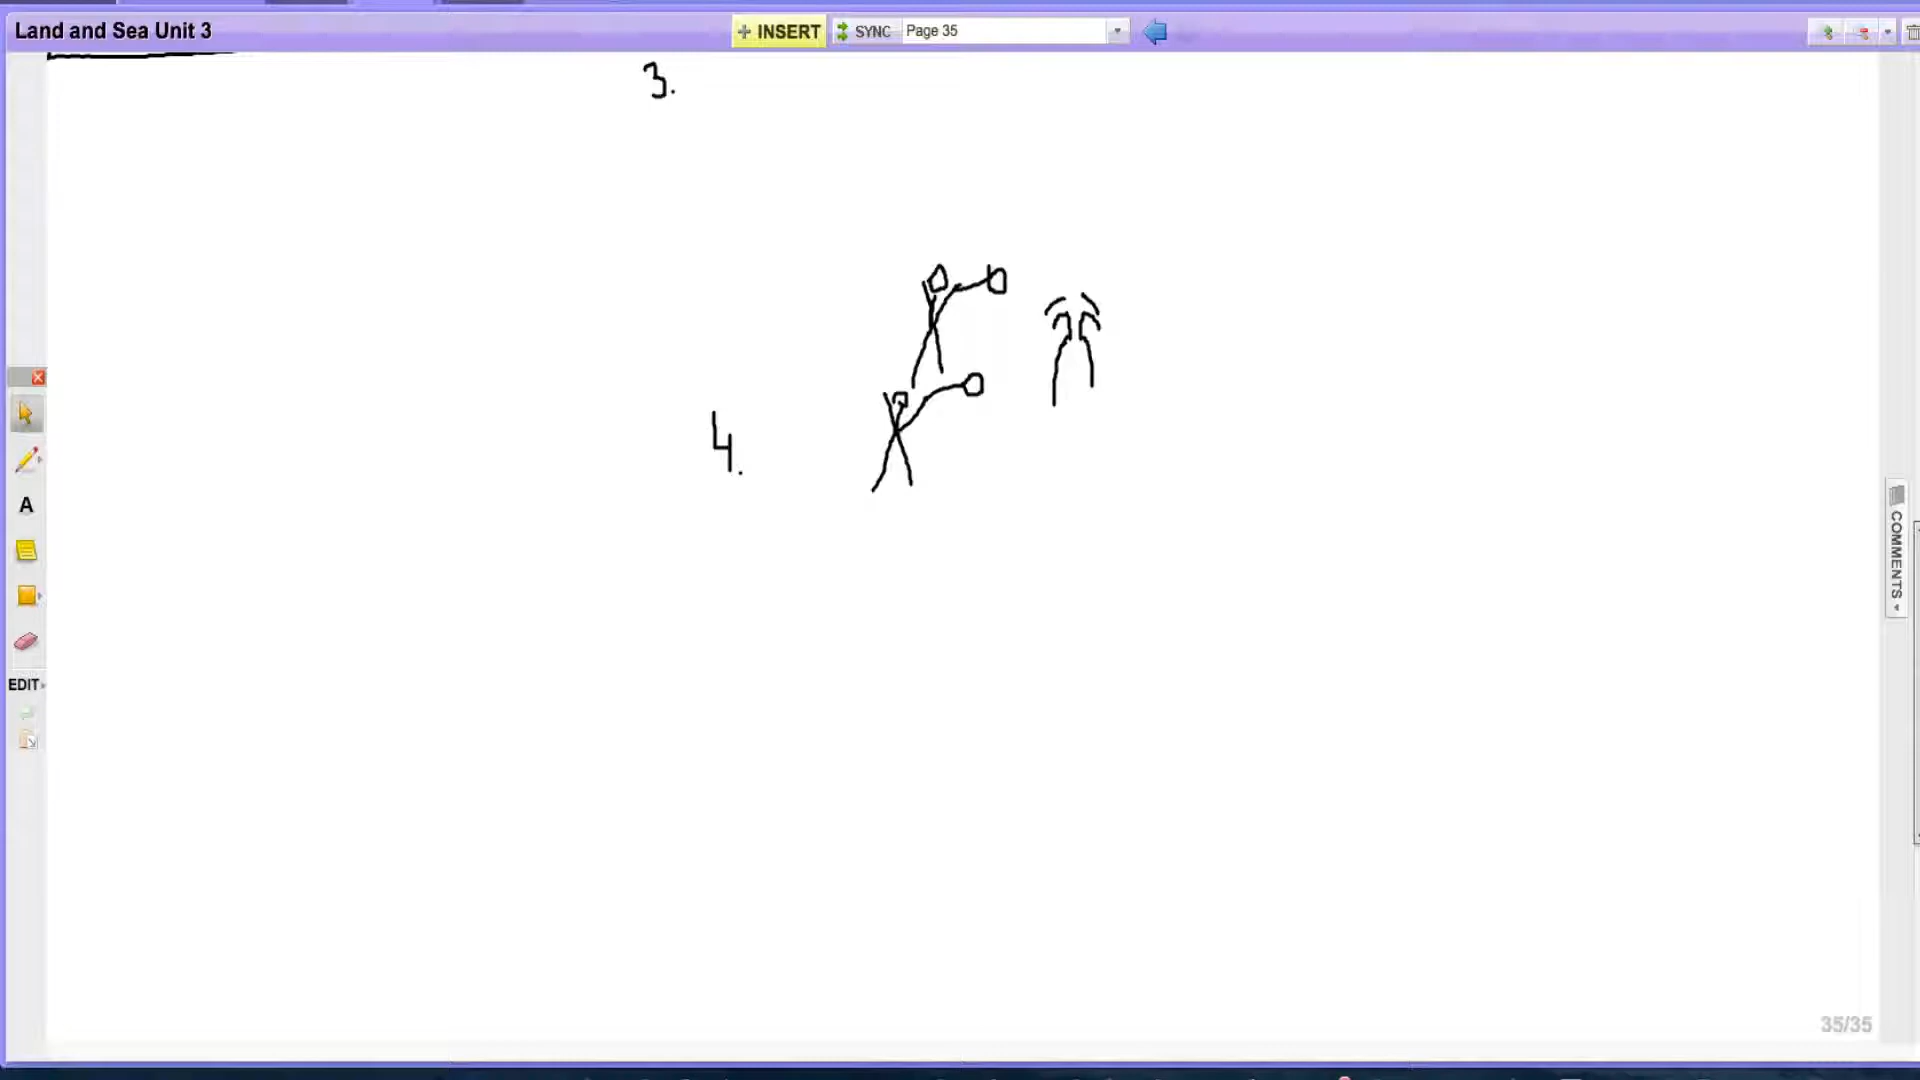 Land and Sea Unit 3
INSERT
SYNC
Page 35
3.
4.
A
EDIT
COMMENTS
35/35